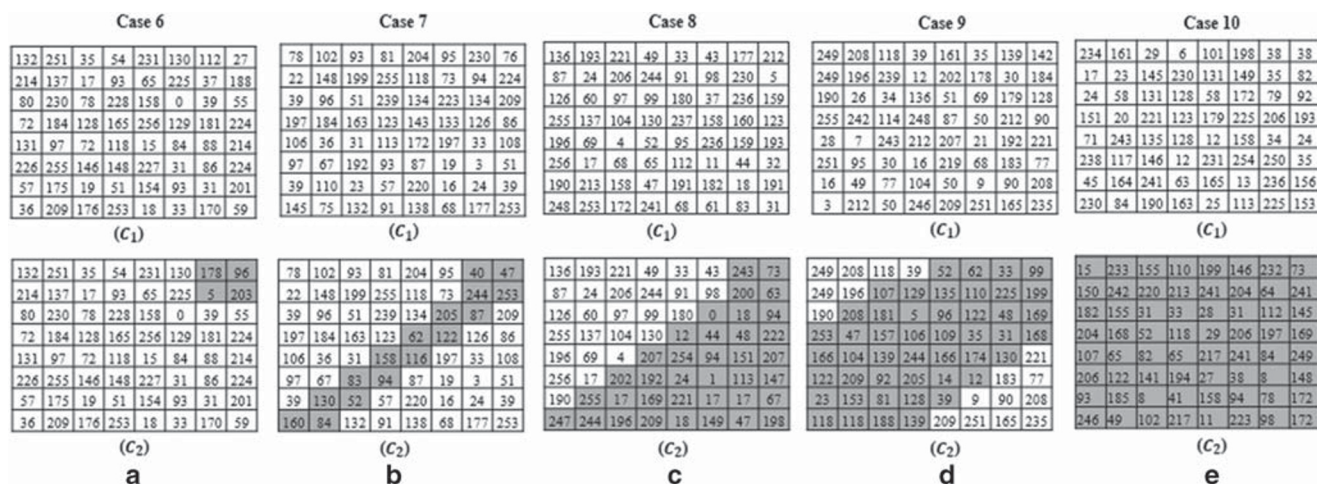 Case 6 Case 7 Case 8 Case 9 Case 10
132 251 35 54 231 130 112 27 78 102 93 81 204 95 230 76 136 193 221 49 33 43 177 212 249 208 118 39 161 35 139 142 234 161 29 6 101 198 38 38
214 137 17 93 65 225 37 188 22 148 199 255 118 73 94 224 87 24 206 244 91 98 230 5 249 196 239 12 202 178 30 184 17 23 145 230 131 149 35 82
80 230 78 228 158 0 39 55 39 96 51 239 134 223 134 209 126 60 97 99 180 37 236 159 190 26 34 136 51 69 179 128 24 58 131 128 58 172 79 92
72 184 128 165 256 129 181 224 197 184 163 123 143 133 126 86 255 137 104 130 237 158 160 123 255 242 114 248 87 50 212 90 151 20 221 123 179 225 206 193
131 97 72 118 15 84 88 214 106 36 31 113 172 197 33 108 196 69 4 52 95 236 159 193 28 7 243 212 207 21 192 221 71 243 135 128 12 158 34 24
226 255 146 148 227 31 86 224 97 67 192 93 87 19 3 51 256 17 68 65 112 11 44 32 251 95 30 16 219 68 183 77 238 117 146 12 231 254 250 35
57 175 19 51 154 93 31 201 39 110 23 57 220 16 24 39 190 213 158 47 191 182 18 191 16 49 77 104 50 9 90 208 45 164 241 63 165 13 236 156
36 209 176 253 18 33 170 59 145 75 132 91 138 68 177 253 248 253 172 241 68 61 83 31 3 212 50 246 209 251 165 235 230 84 190 163 25 113 225 153
(C₁) (C₁) (C₁) (C₁) (C₁)
132 251 35 54 231 130 178 96 78 102 93 81 204 95 40 47 136 193 221 49 33 43 243 73 249 208 118 39 52 62 33 99 15 233 155 110 199 146 232 73
214 137 17 93 65 225 5 203 22 148 199 255 118 73 244 253 87 24 206 244 91 98 200 63 249 196 107 129 135 110 225 199 150 242 220 213 241 204 64 241
80 230 78 228 158 0 39 55 39 96 51 239 134 205 87 209 126 60 97 99 180 0 18 94 190 208 181 5 96 122 48 169 182 155 31 33 28 31 112 145
72 184 128 165 256 129 181 224 197 184 163 123 62 122 126 86 255 137 104 130 12 44 48 222 253 47 157 106 109 35 31 168 204 168 52 118 29 206 197 169
131 97 72 118 15 84 88 214 106 36 31 158 116 197 33 108 196 69 4 207 254 94 151 207 166 104 139 244 166 174 130 221 107 65 82 65 217 241 84 249
226 255 146 148 227 31 86 224 97 67 83 94 87 19 3 51 256 17 202 192 24 1 113 147 122 209 92 205 14 12 183 77 206 122 141 194 27 38 8 148
57 175 19 51 154 93 31 201 39 130 52 57 220 16 24 39 190 255 17 169 221 17 17 67 23 153 81 128 39 9 90 208 93 185 8 41 158 94 78 172
36 209 176 253 18 33 170 59 160 84 132 91 138 68 177 253 247 244 196 209 18 149 47 198 118 118 188 139 209 251 165 235 246 49 102 217 11 223 98 172
(C₂) (C₂) (C₂) (C₂) (C₂)
a b c d e